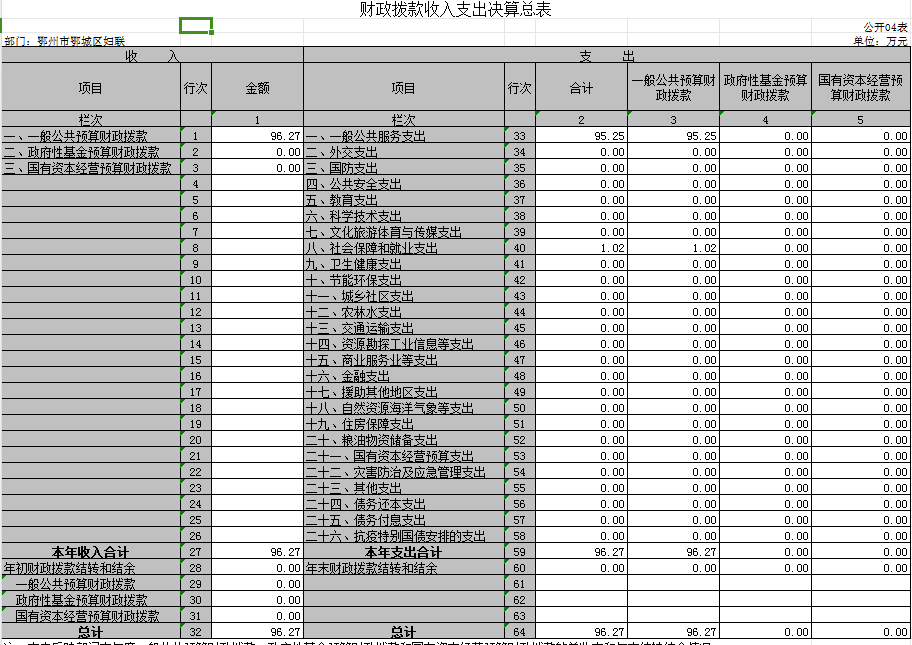 财政拨款收入支出决算总表
公开04表
部门：鄂州市鄂城区妇联 单位：万元
收 入 支 出
项目 行次 金额 项目 行次 合计 一般公共预算财政拨款 政府性基金预算财政拨款 国有资本经营预算财政拨款
栏次 1 栏次 2 3 4 5
一、一般公共预算财政拨款 1 96.27 一、一般公共服务支出 33 95.25 95.25 0.00 0.00
二、政府性基金预算财政拨款 2 0.00 二、外交支出 34 0.00 0.00 0.00 0.00
三、国有资本经营预算财政拨款 3 0.00 三、国防支出 35 0.00 0.00 0.00 0.00
4 四、公共安全支出 36 0.00 0.00 0.00 0.00
5 五、教育支出 37 0.00 0.00 0.00 0.00
6 六、科学技术支出 38 0.00 0.00 0.00 0.00
7 七、文化旅游体育与传媒支出 39 0.00 0.00 0.00 0.00
8 八、社会保障和就业支出 40 1.02 1.02 0.00 0.00
9 九、卫生健康支出 41 0.00 0.00 0.00 0.00
10 十、节能环保支出 42 0.00 0.00 0.00 0.00
11 十一、城乡社区支出 43 0.00 0.00 0.00 0.00
12 十二、农林水支出 44 0.00 0.00 0.00 0.00
13 十三、交通运输支出 45 0.00 0.00 0.00 0.00
14 十四、资源勘探工业信息等支出 46 0.00 0.00 0.00 0.00
15 十五、商业服务业等支出 47 0.00 0.00 0.00 0.00
16 十六、金融支出 48 0.00 0.00 0.00 0.00
17 十七、援助其他地区支出 49 0.00 0.00 0.00 0.00
18 十八、自然资源海洋气象等支出 50 0.00 0.00 0.00 0.00
19 十九、住房保障支出 51 0.00 0.00 0.00 0.00
20 二十、粮油物资储备支出 52 0.00 0.00 0.00 0.00
21 二十一、国有资本经营预算支出 53 0.00 0.00 0.00 0.00
22 二十二、灾害防治及应急管理支出 54 0.00 0.00 0.00 0.00
23 二十三、其他支出 55 0.00 0.00 0.00 0.00
24 二十四、债务还本支出 56 0.00 0.00 0.00 0.00
25 二十五、债务付息支出 57 0.00 0.00 0.00 0.00
26 二十六、抗疫特别国债安排的支出 58 0.00 0.00 0.00 0.00
本年收入合计 27 96.27 本年支出合计 59 96.27 96.27 0.00 0.00
年初财政拨款结转和结余 28 0.00 年末财政拨款结转和结余 60 0.00 0.00 0.00 0.00
一般公共预算财政拨款 29 0.00 61
政府性基金预算财政拨款 30 0.00 62
国有资本经营预算财政拨款 31 0.00 63
总计 32 96.27 总计 64 96.27 96.27 0.00 0.00